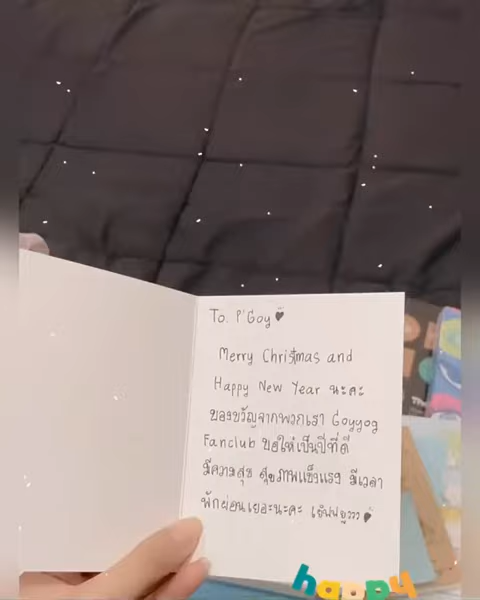 To. P'Goy
Merry Christmas and
Happy New Year นะคะ
ของขวัญจากพวกเรา Goyyog
Fanclub ขอให้เป็นปีที่ดี
มีความสุข สุขภาพแข็งแรง มีเวลา
พักผ่อนเยอะนะคะ
happy